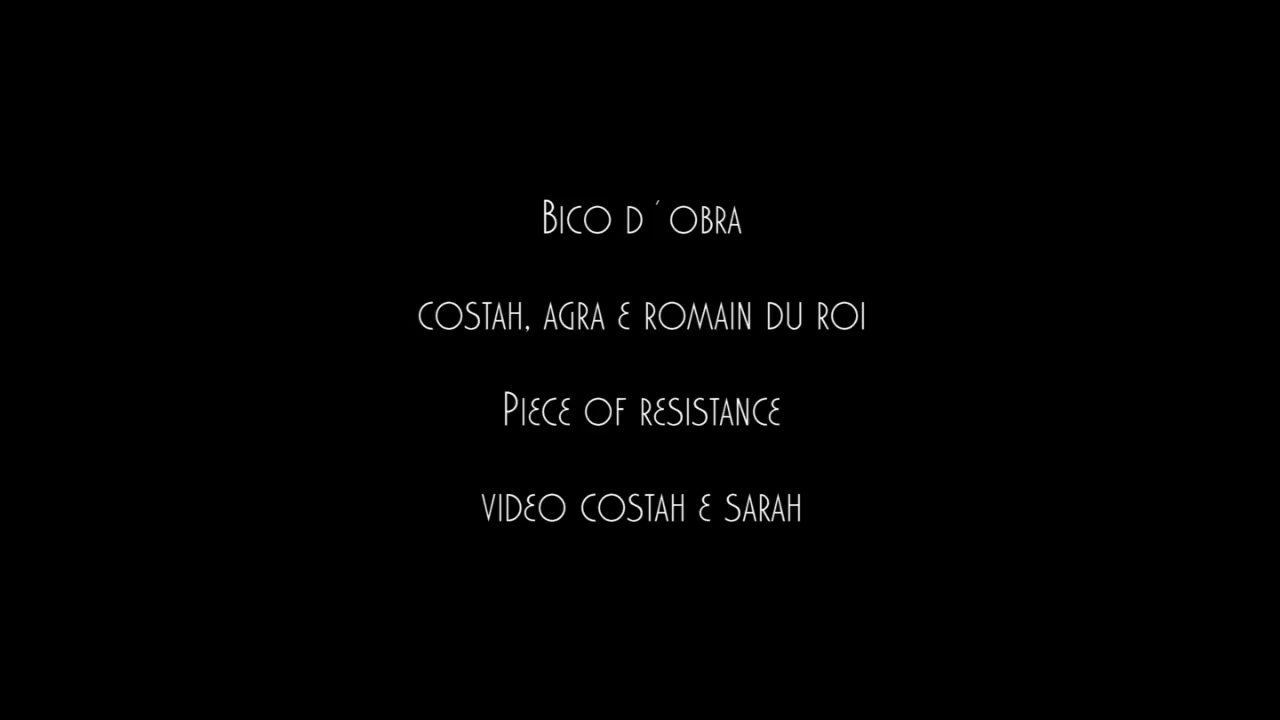 Bico d´obra
costah, agra e romain du roi
Piece of resistance
video costah e sarah